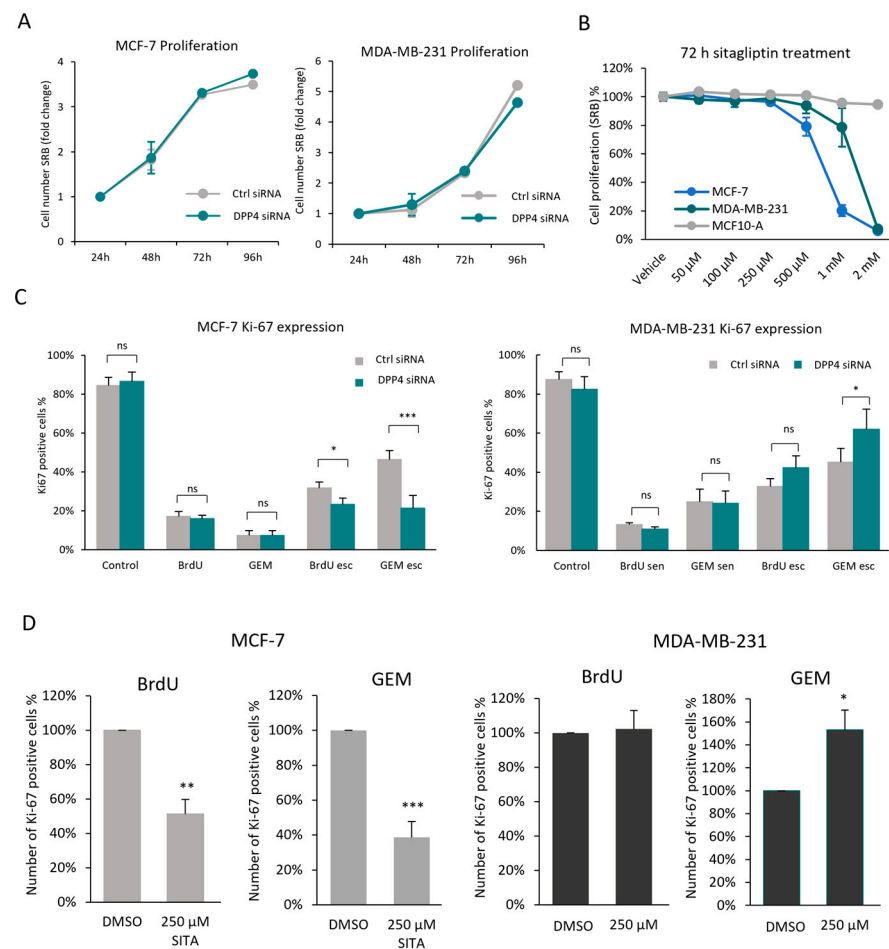 A
MCF-7 Proliferation
Cell number SRB (fold change)
4
3
2
1
0
Ctrl siRNA
DPP4 siRNA
24h 48h 72h 96h
MDA-MB-231 Proliferation
Cell number SRB (fold change)
6
5
4
3
2
1
0
Ctrl siRNA
DPP4 siRNA
24h 48h 72h 96h
B
72 h sitagliptin treatment
Cell proliferation (SRB) %
120%
100%
80%
60%
40%
20%
0%
MCF-7
MDA-MB-231
MCF10-A
Vehicle 50 µM 100 µM 250 µM 500 µM 1 mM 2 mM
C
MCF-7 Ki-67 expression
Ki67 positive cells %
100%
80%
60%
40%
20%
0%
Ctrl siRNA
DPP4 siRNA
ns ns ns * ***
Control BrdU GEM BrdU esc GEM esc
MDA-MB-231 Ki-67 expression
Ki-67 positive cells %
100%
80%
60%
40%
20%
0%
Ctrl siRNA DPP4 siRNA
ns ns ns ns *
Control BrdU sen GEM sen BrdU esc GEM esc
D
MCF-7
BrdU
Number of Ki-67 positive cells %
120%
100%
80%
60%
40%
20%
0%
**
DMSO 250 µM
SITA
GEM
Number of Ki-67 positive cells %
120%
100%
80%
60%
40%
20%
0%
***
DMSO 250 µM
SITA
MDA-MB-231
BrdU
Number of Ki-67 positive cells %
120%
100%
80%
60%
40%
20%
0%
DMSO 250 µM
GEM
Number of Ki-67 positive cells %
180%
160%
140%
120%
100%
80%
60%
40%
20%
0%
*
DMSO 250 µM